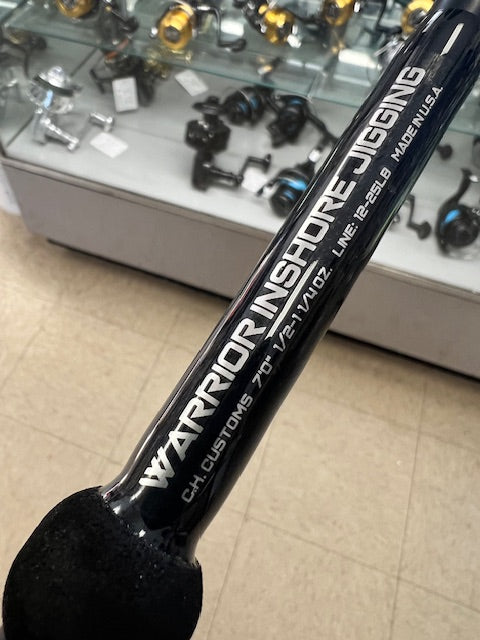 WARRIOR INSHORE JIGGING
C.H. CUSTOMS 7'0" 1/2-1 1/4 OZ. LINE: 12-25LB MADE IN U.S.A.